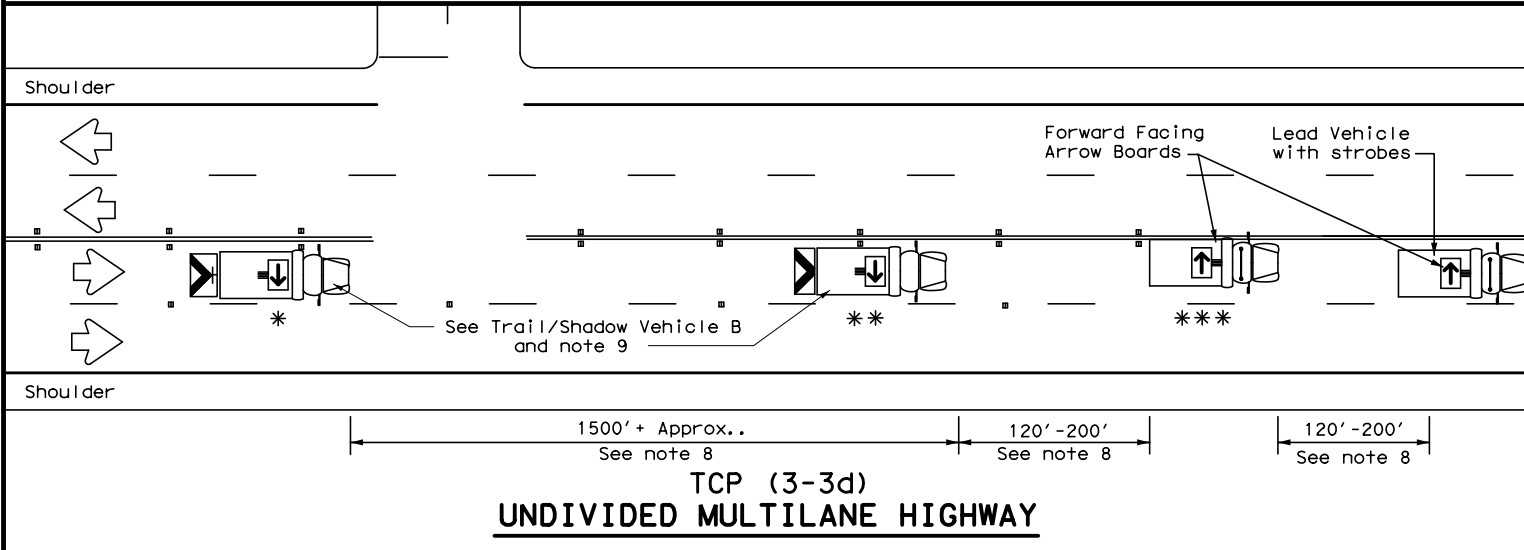 Shoulder
Forward Facing
Arrow Boards
Lead Vehicle
with strobes
*
**
***
See Trail/Shadow Vehicle B
and note 9
Shoulder
1500'+ Approx..
See note 8
120'-200'
See note 8
120'-200'
See note 8
TCP (3-3d)
UNDIVIDED MULTILANE HIGHWAY